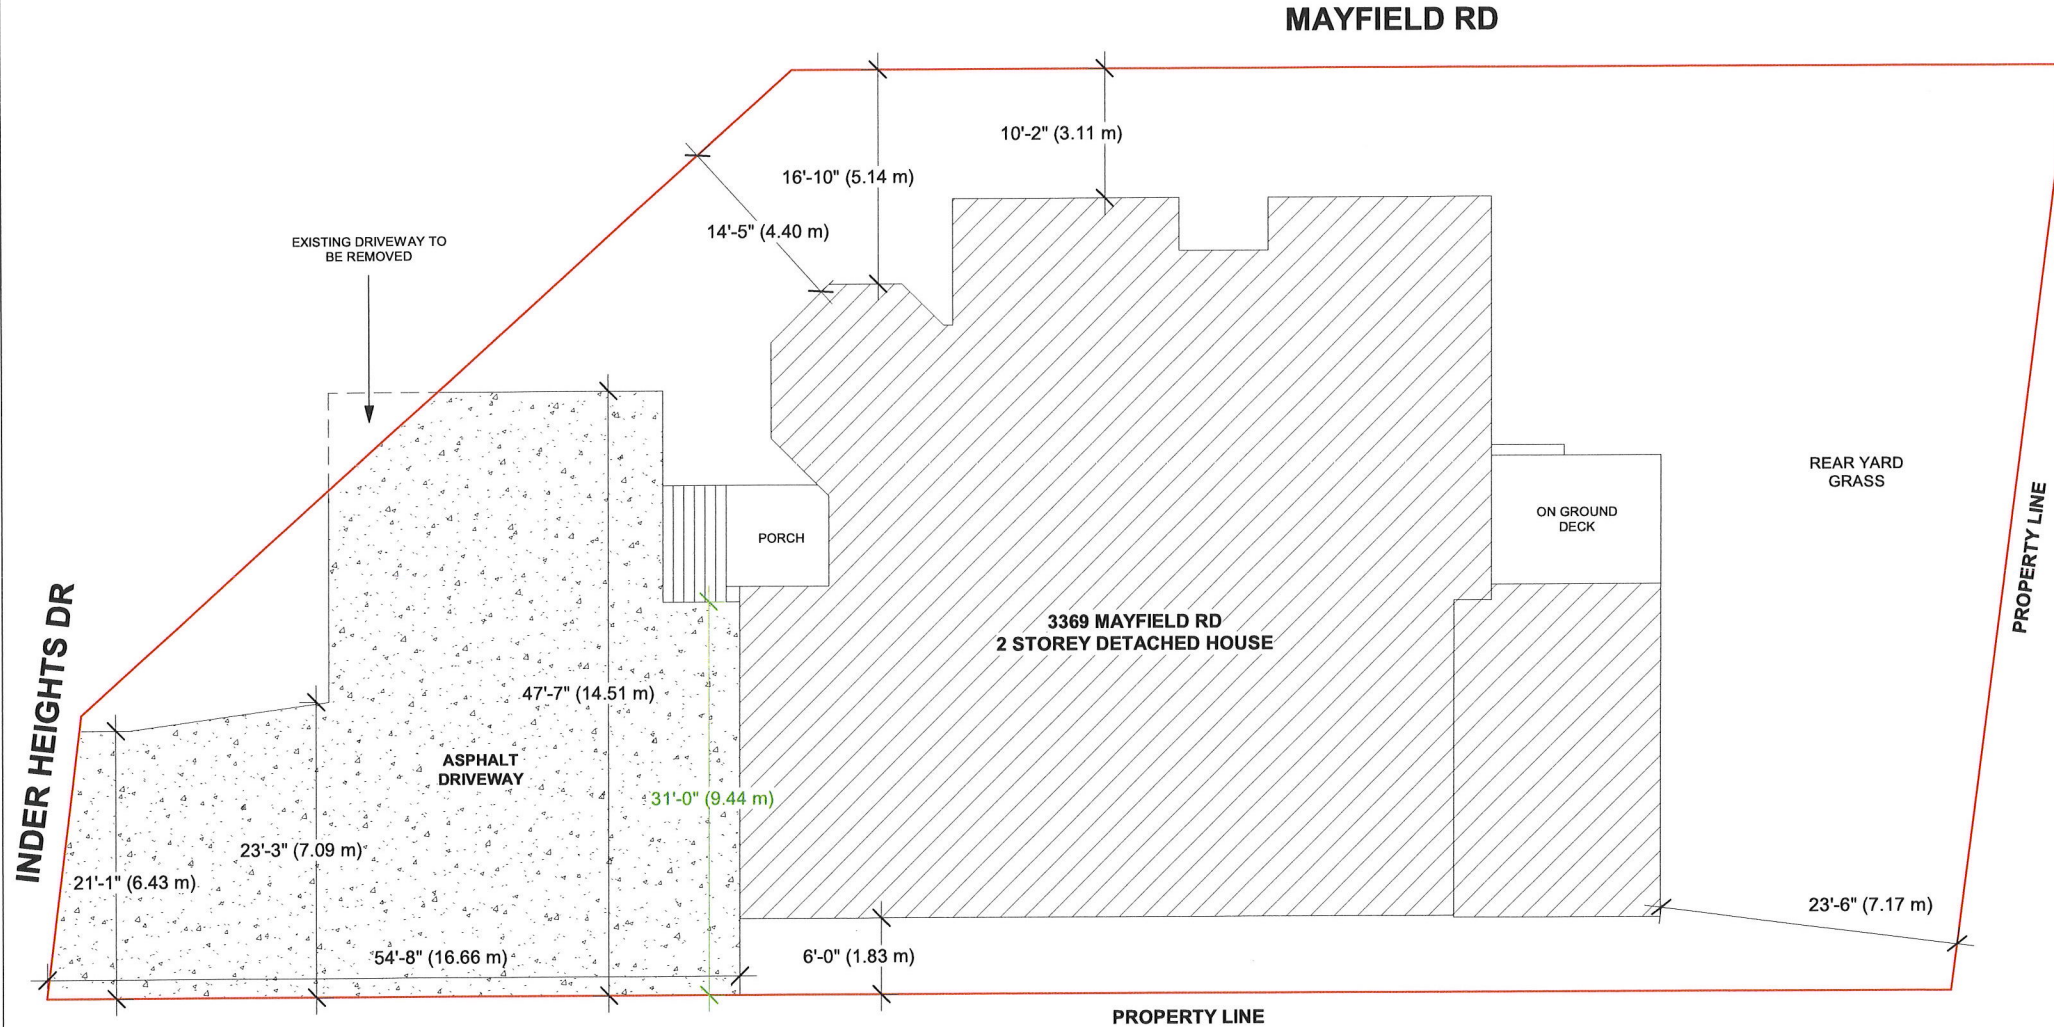 MAYFIELD RD
10'-2" (3.11 m)
16'-10" (5.14 m)
14'-5" (4.40 m)
EXISTING DRIVEWAY TO
BE REMOVED
REAR YARD
GRASS
ON GROUND
DECK
PROPERTY LINE
PORCH
3369 MAYFIELD RD
2 STOREY DETACHED HOUSE
INDER HEIGHTS DR
47'-7" (14.51 m)
ASPHALT
DRIVEWAY
31'-0" (9.44 m)
23'-3" (7.09 m)
21'-1" (6.43 m)
23'-6" (7.17 m)
54'-8" (16.66 m)
6'-0" (1.83 m)
PROPERTY LINE